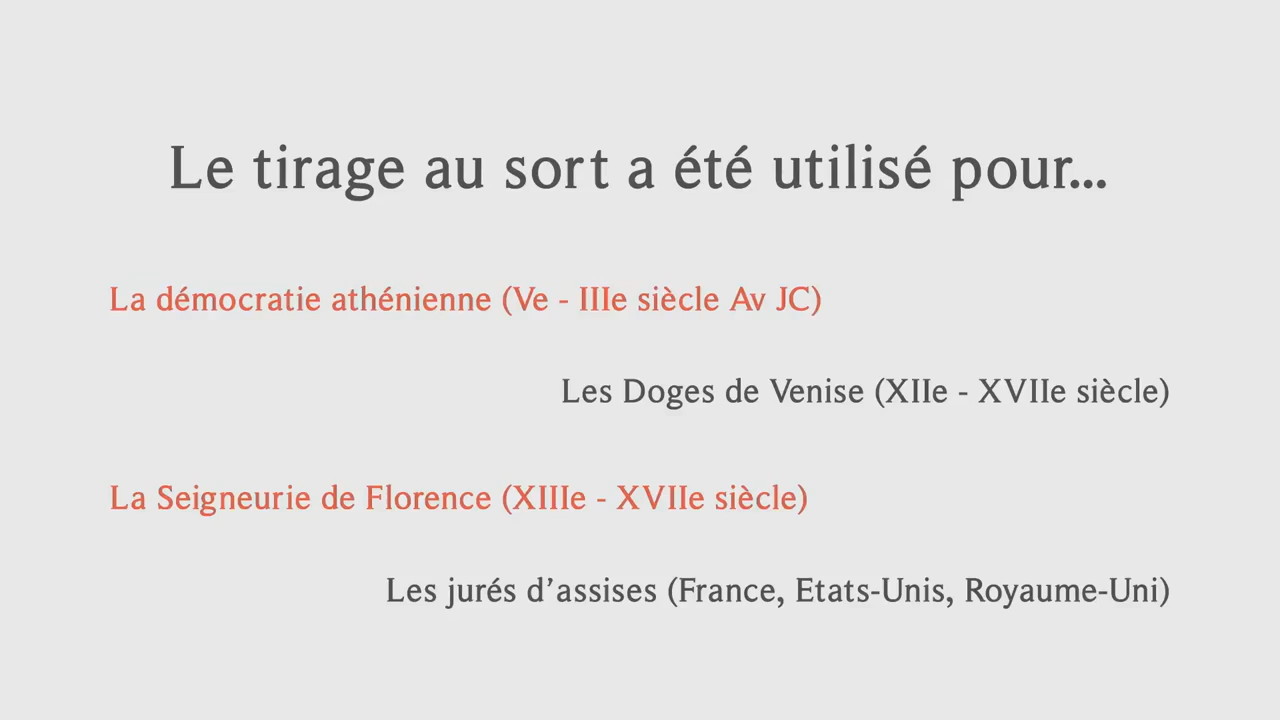 Le tirage au sort a été utilisé pour...
La démocratie athénienne (Ve - IIIe siècle Av JC)
Les Doges de Venise (XIIe - XVIIe siècle)
La Seigneurie de Florence (XIIIe - XVIIe siècle)
Les jurés d’assises (France, Etats-Unis, Royaume-Uni)